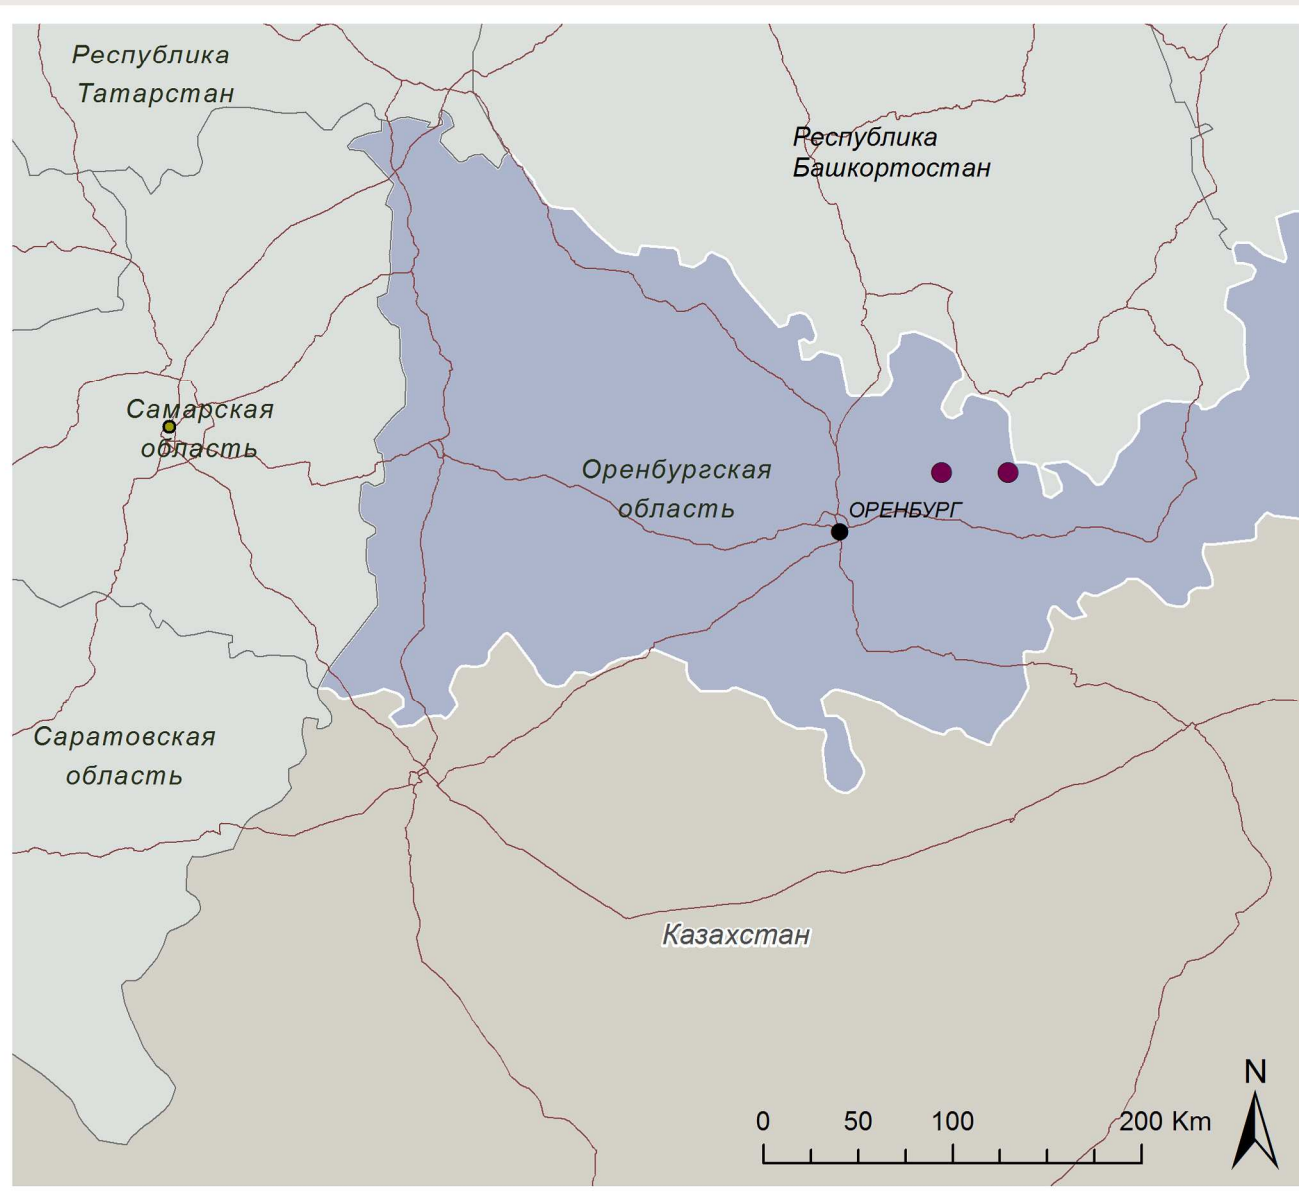 Республика
Татарстан
Республика
Башкортостан
Самарская
область
Оренбургская
область
ОРЕНБУРГ
Саратовская
область
Казахстан
N
0 50 100 200 Km